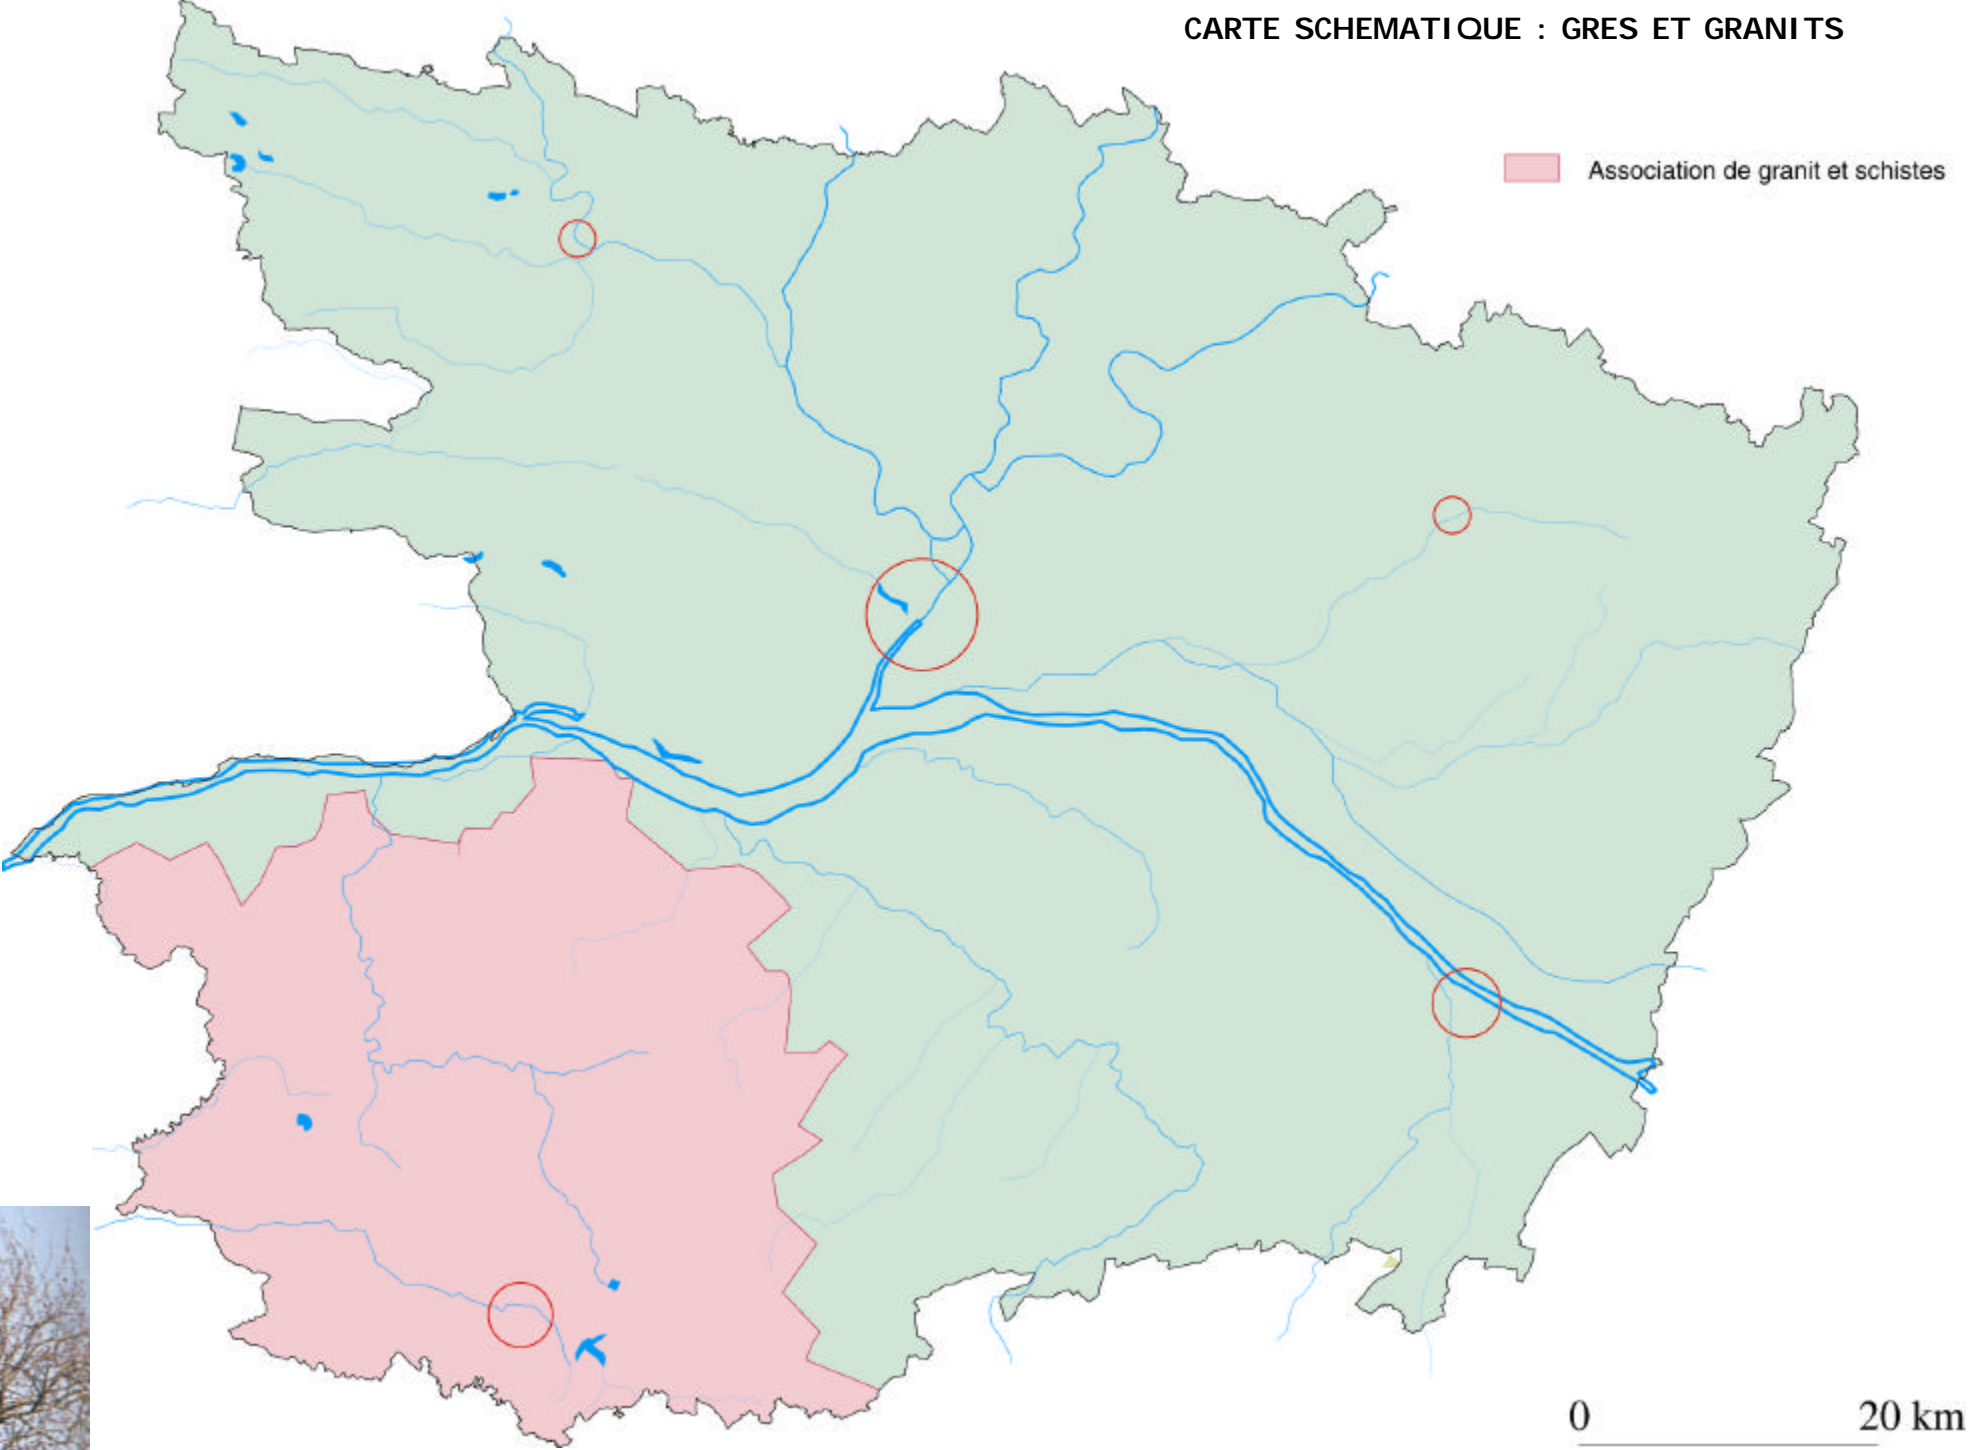 CARTE SCHEMATIQUE : GRES ET GRANITS
Association de granit et schistes
0 20 km